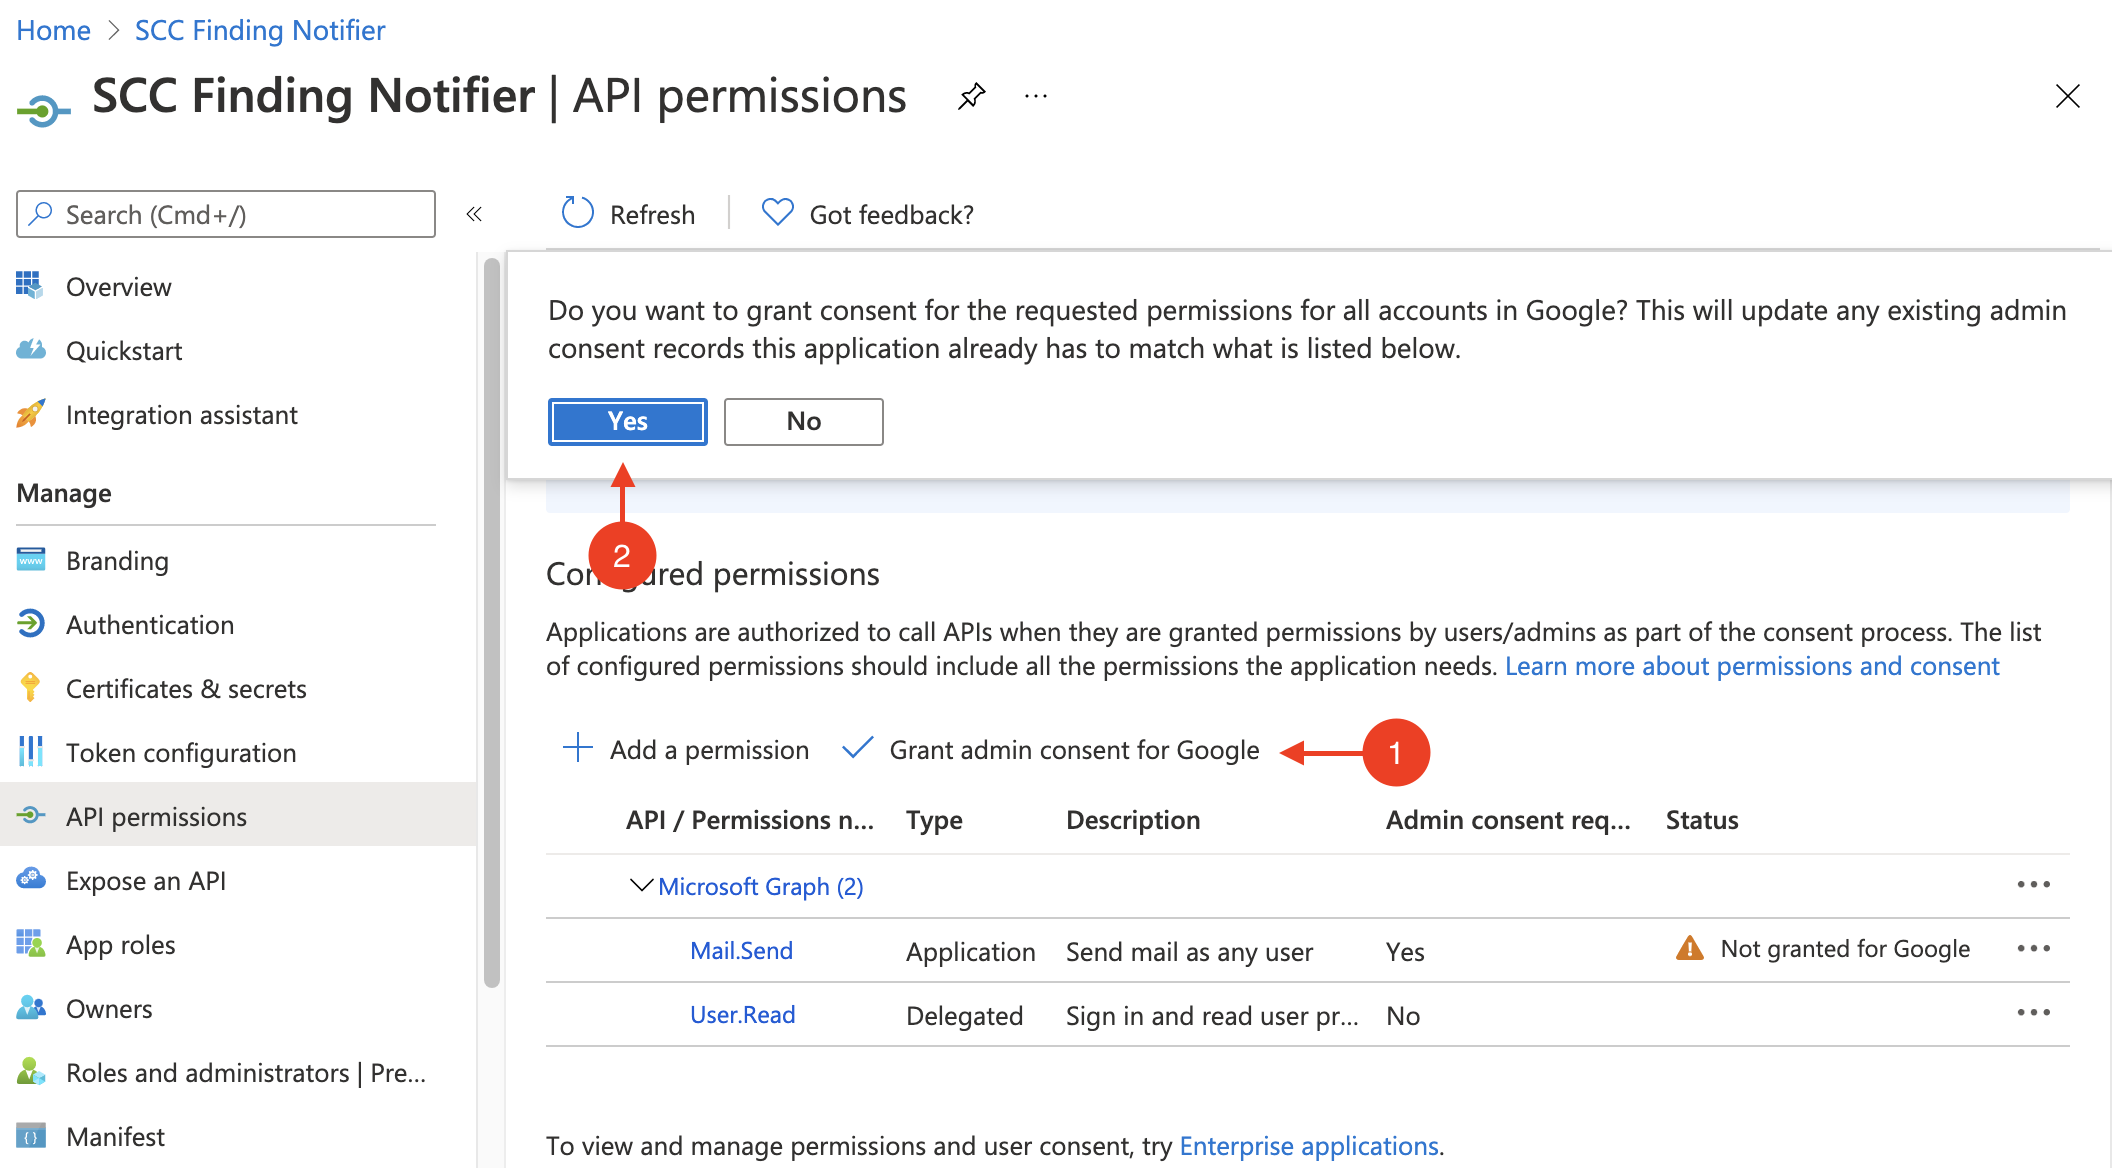 Home > SCC Finding Notifier
SCC Finding Notifier | API permissions
Search (Cmd+/)
«
Refresh
Got feedback?
Overview
Quickstart
Integration assistant
Manage
Branding
Authentication
Certificates & secrets
Token configuration
API permissions
Expose an API
App roles
Owners
Roles and administrators | Pre...
Manifest
Do you want to grant consent for the requested permissions for all accounts in Google? This will update any existing admin
consent records this application already has to match what is listed below.
Yes
No
2
permissions
Applications are authorized to call APIs when they are granted permissions by users/admins as part of the consent process. The list
of configured permissions should include all the permissions the application needs. Learn more about permissions and consent
Add a permission
Grant admin consent for Google
1
API / Permissions n... Type Description Admin consent req... Status
Microsoft Graph (2)
Mail.Send Application Send mail as any user Yes Not granted for Google
User.Read Delegated Sign in and read user pr... No
To view and manage permissions and user consent, try Enterprise applications.